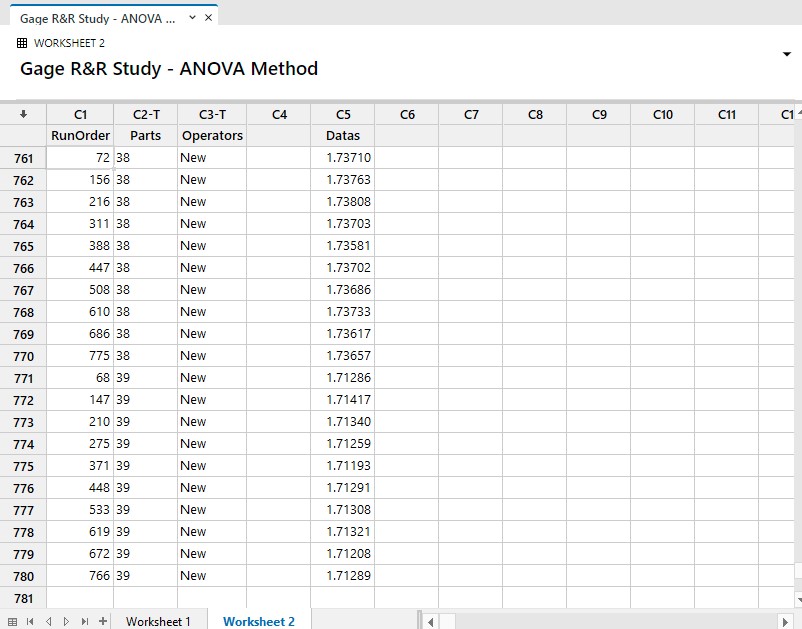 Gage R&R Study - ANOVA ...
WORKSHEET 2
Gage R&R Study - ANOVA Method
C1 C2-T C3-T C4 C5 C6 C7 C8 C9 C10 C11 C1
RunOrder Parts Operators Datas
761 72 38 New 1.73710
762 156 38 New 1.73763
763 216 38 New 1.73808
764 311 38 New 1.73703
765 388 38 New 1.73581
766 447 38 New 1.73702
767 508 38 New 1.73686
768 610 38 New 1.73733
769 686 38 New 1.73617
770 775 38 New 1.73657
771 68 39 New 1.71286
772 147 39 New 1.71417
773 210 39 New 1.71340
774 275 39 New 1.71259
775 371 39 New 1.71193
776 448 39 New 1.71291
777 533 39 New 1.71308
778 619 39 New 1.71321
779 672 39 New 1.71208
780 766 39 New 1.71289
781
Worksheet 1 Worksheet 2